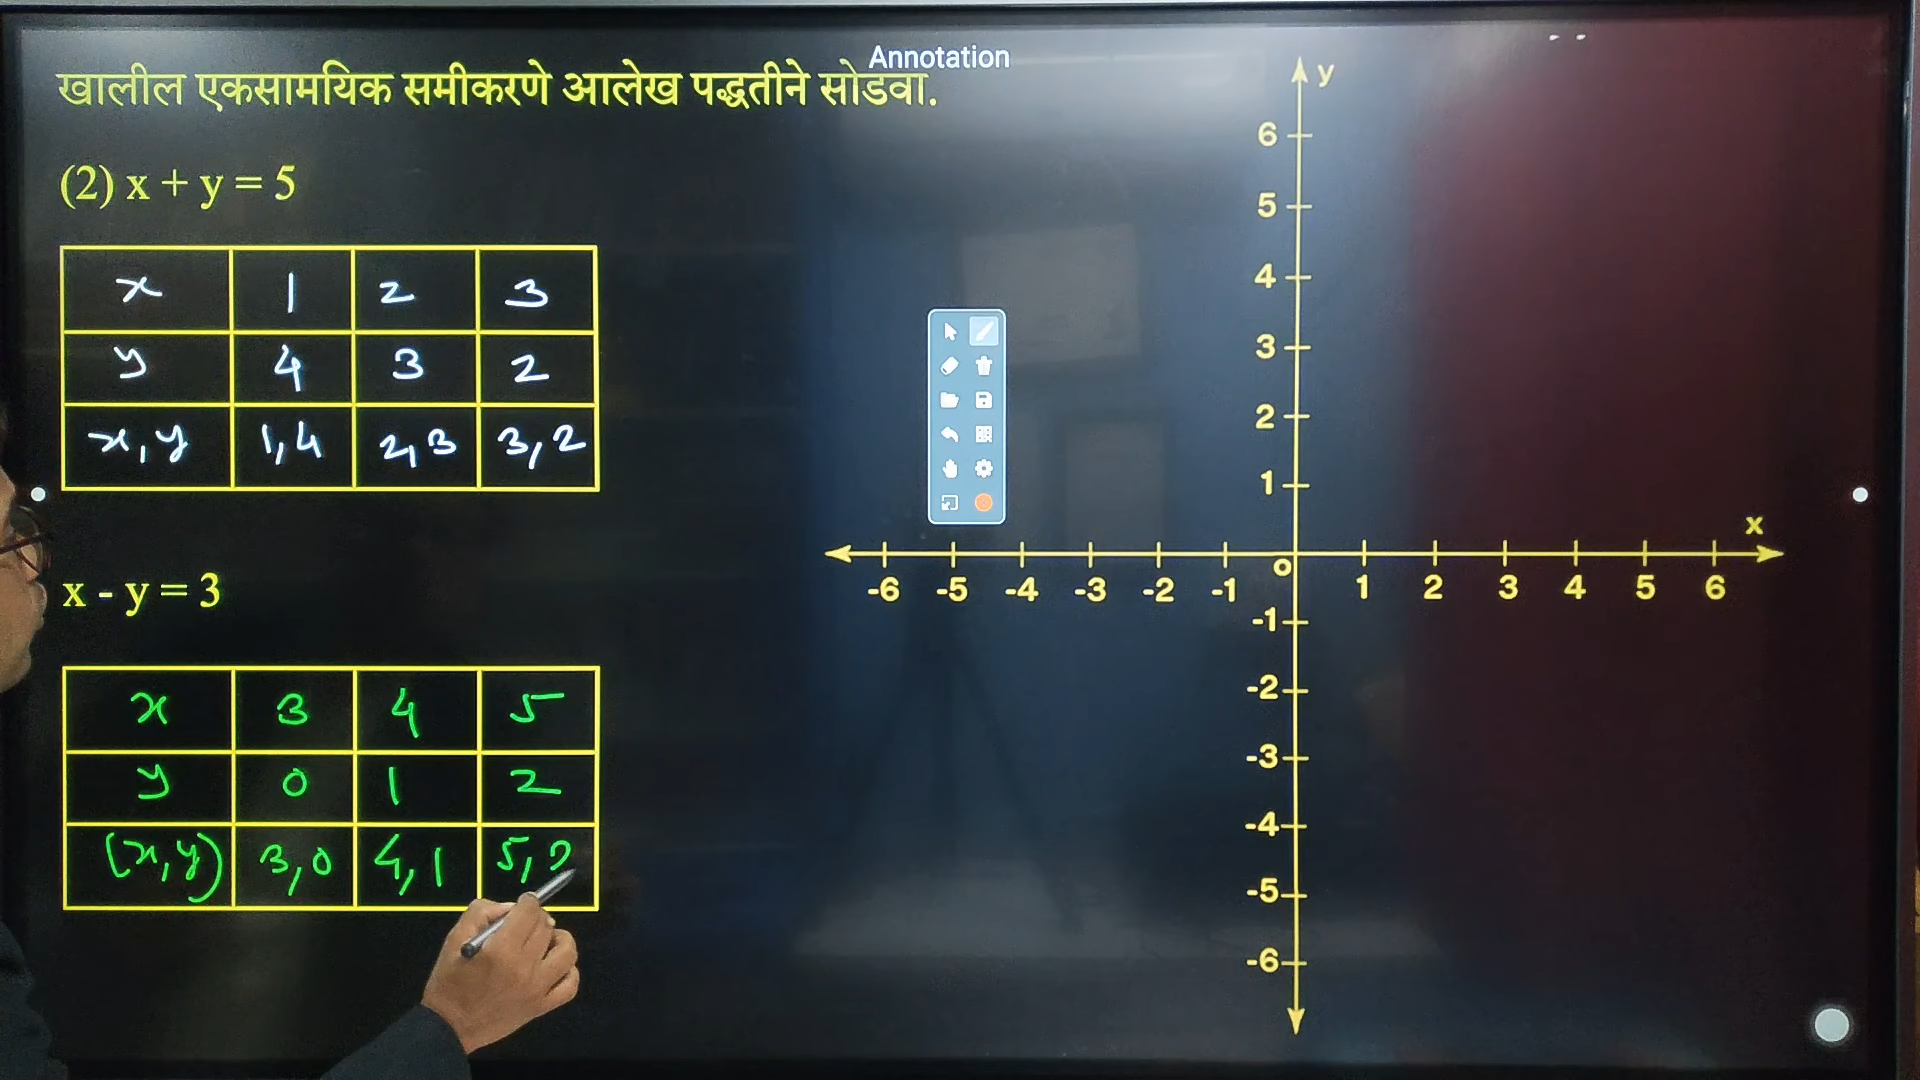 Annotation
खालील एकसामयिक समीकरणे आलेख पद्धतीने सोडवा.
(2) x + y = 5
x 1 2 3
y 4 3 2
x, y 1, 4 2, 3 3, 2
x - y = 3
x 3 4 5
y 0 1 2
(x, y) 3, 0 4, 1 5, 2
y
6
5
4
3
2
1
x
-6 -5 -4 -3 -2 -1 0 1 2 3 4 5 6
-1
-2
-3
-4
-5
-6